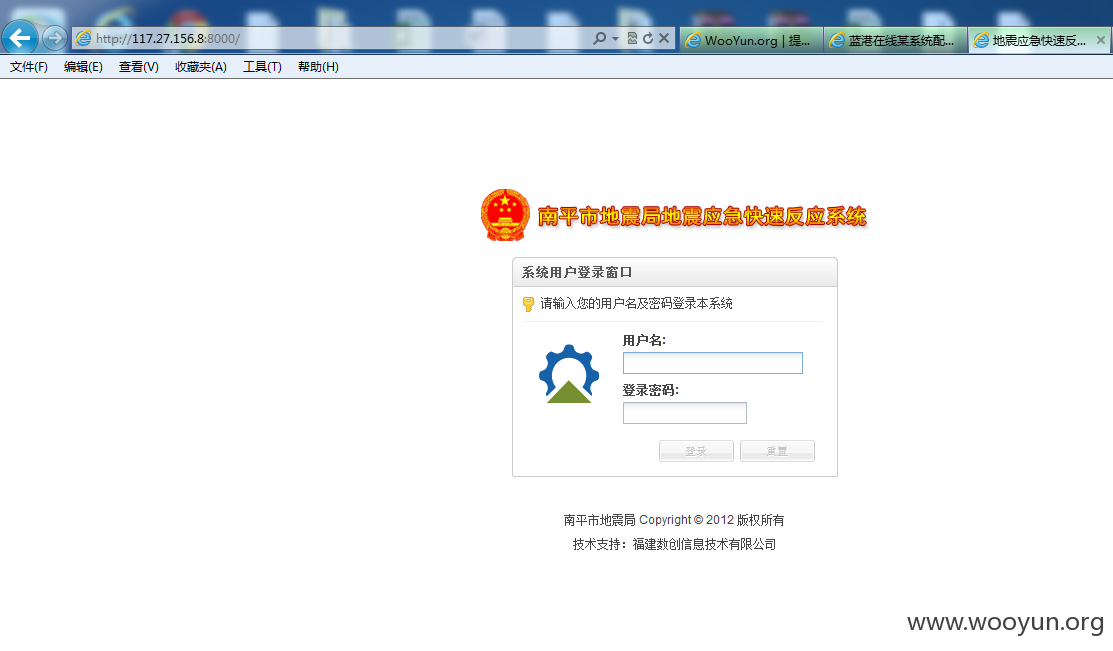 http://117.27.156.8:8000/
WooYun.org | 提...
蓝港在线某系统配...
地震应急快速反...
文件(F) 编辑(E) 查看(V) 收藏夹(A) 工具(T) 帮助(H)
南平市地震局地震应急快速反应系统
系统用户登录窗口
请输入您的用户名及密码登录本系统
用户名:
登录密码:
登录 重置
南平市地震局 Copyright © 2012 版权所有
技术支持：福建数创信息技术有限公司
www.wooyun.org